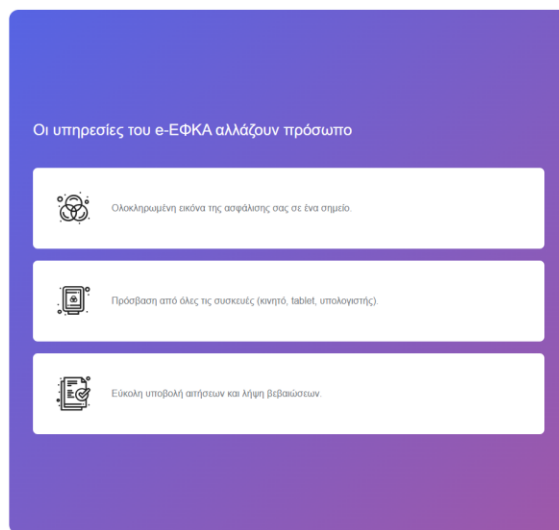 Οι υπηρεσίες του e-ΕΦΚΑ αλλάζουν πρόσωπο
Ολοκληρωμένη εικόνα της ασφάλισης σας σε ένα σημείο.
Πρόσβαση από όλες τις συσκευές (κινητό, tablet, υπολογιστής).
Εύκολη υποβολή αιτήσεων και λήψη βεβαιώσεων.